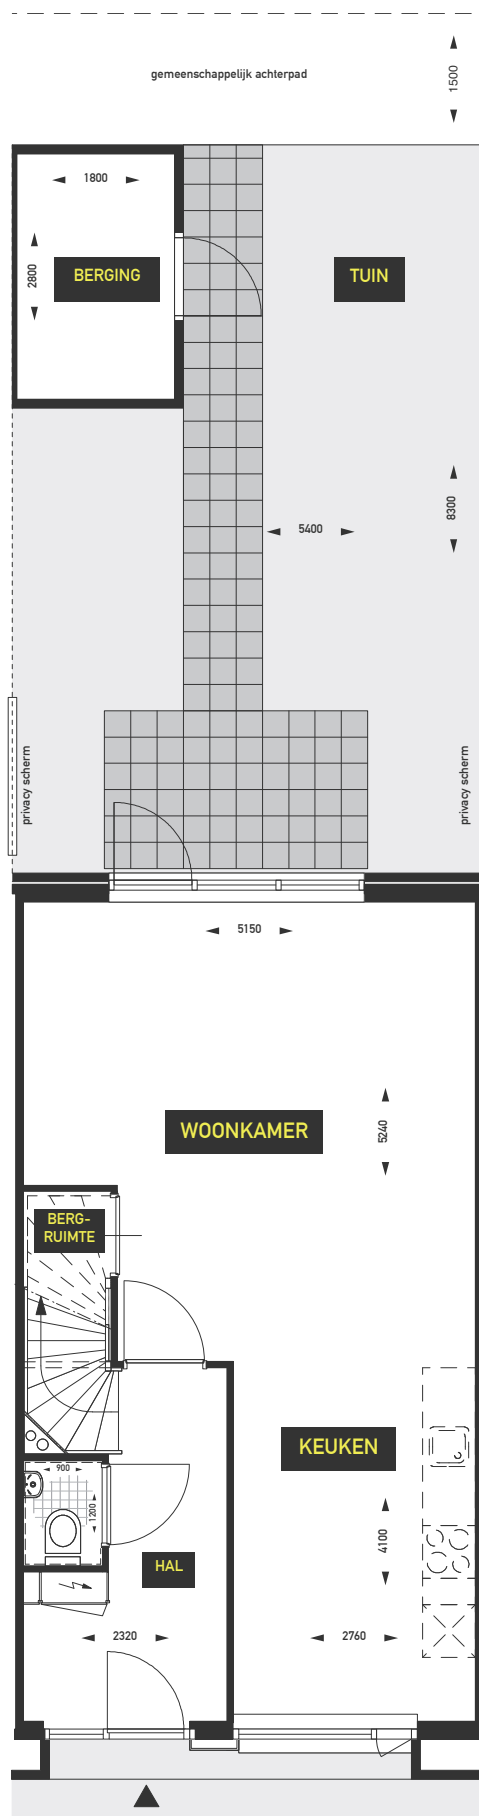 gemeenschappelijk achterpad
1500
1800
2800
BERGING
TUIN
8300
5400
privacy scherm
privacy scherm
5150
WOONKAMER
5240
BERG-
RUIMTE
KEUKEN
900
1200
4100
HAL
2320
2760